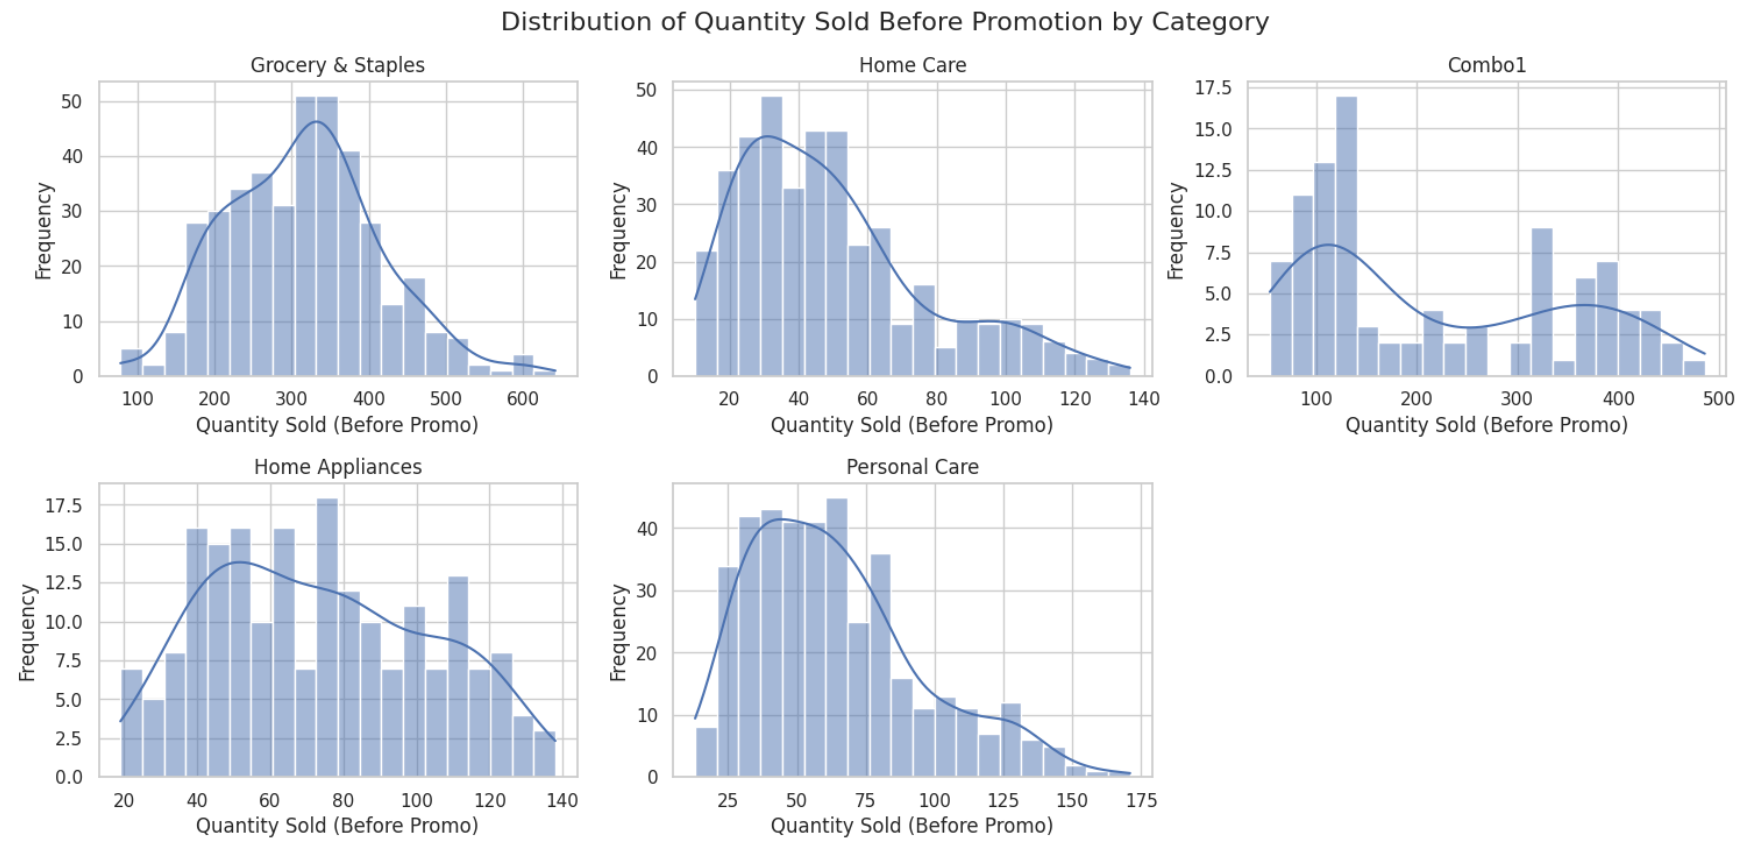 Distribution of Quantity Sold Before Promotion by Category
Grocery & Staples
50
40
30
20
10
0
Frequency
100 200 300 400 500 600
Quantity Sold (Before Promo)
Home Care
50
40
30
20
10
0
Frequency
20 40 60 80 100 120 140
Quantity Sold (Before Promo)
Combo1
17.5
15.0
12.5
10.0
7.5
5.0
2.5
0.0
Frequency
100 200 300 400 500
Quantity Sold (Before Promo)
Home Appliances
17.5
15.0
12.5
10.0
7.5
5.0
2.5
0.0
Frequency
20 40 60 80 100 120 140
Quantity Sold (Before Promo)
Personal Care
40
30
20
10
0
Frequency
25 50 75 100 125 150 175
Quantity Sold (Before Promo)